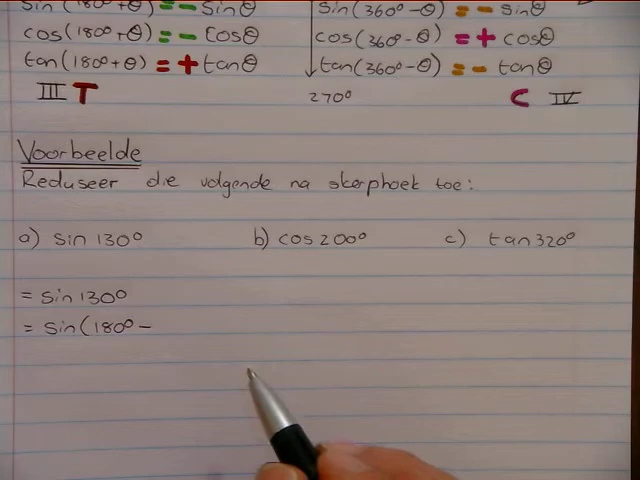 sin(180°+θ) = - sinθ sin(360°-θ) = - sinθ
cos(180°+θ) = - cosθ cos(360°-θ) = + cosθ
tan(180°+θ) = + tanθ tan(360°-θ) = - tanθ
III T 270° C IV
Voorbeelde
Reduseer die volgende na skerphoek toe:
a) sin 130° b) cos 200° c) tan 320°
= sin 130°
= sin(180° -